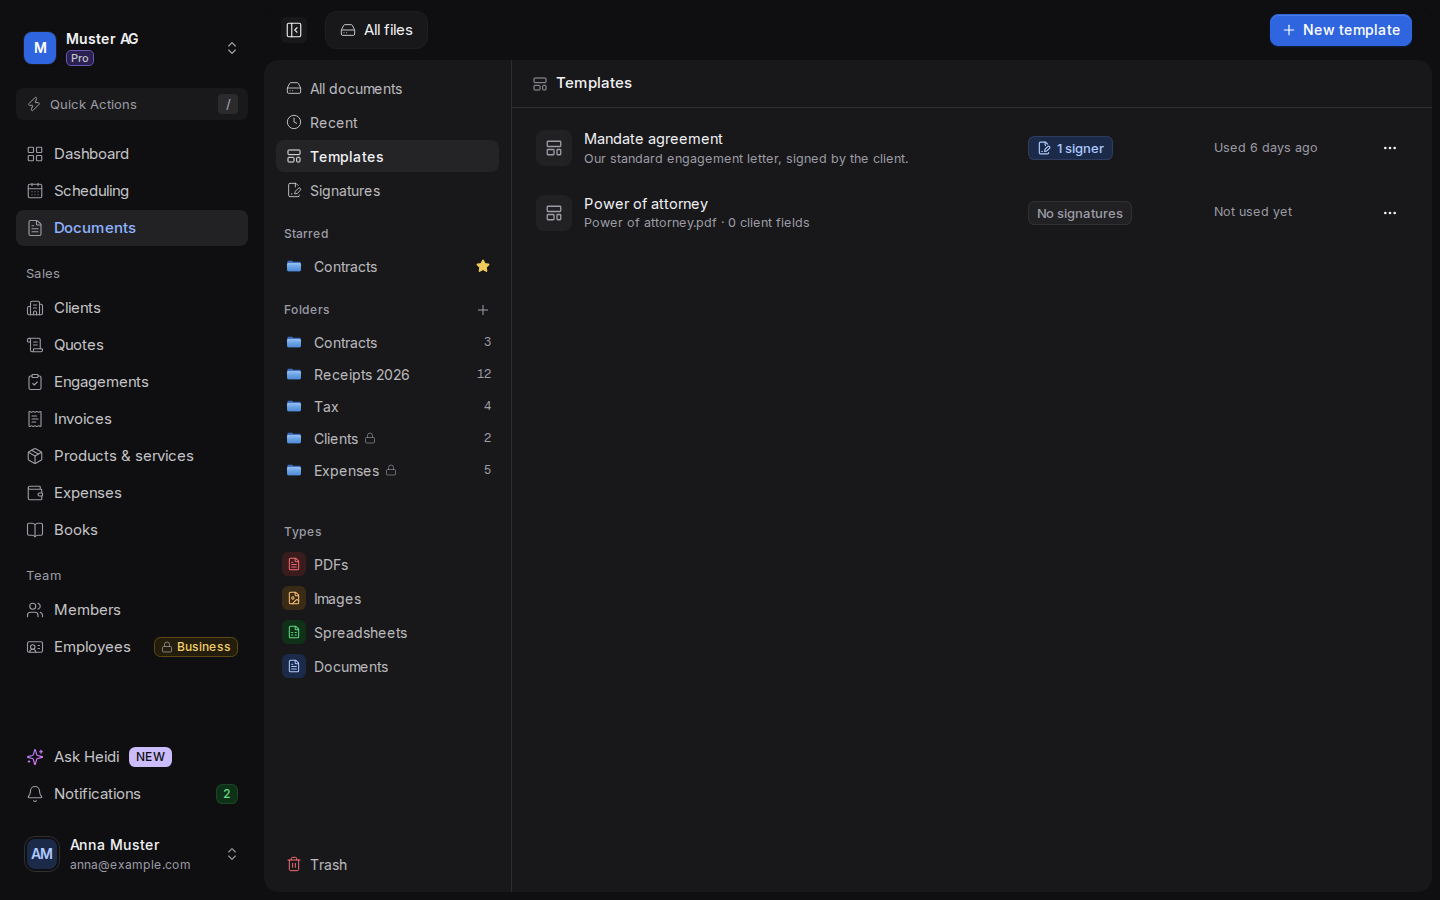 M
Muster AG
Pro
Quick Actions
/
Dashboard
Scheduling
Documents
Sales
Clients
Quotes
Engagements
Invoices
Products & services
Expenses
Books
Team
Members
Employees
Business
Ask Heidi
NEW
Notifications
2
AM
Anna Muster
anna@example.com
All files
New template
All documents
Recent
Templates
Signatures
Starred
Contracts
Folders
Contracts 3
Receipts 2026 12
Tax 4
Clients 2
Expenses 5
Types
PDFs
Images
Spreadsheets
Documents
Trash
Templates
Mandate agreement
Our standard engagement letter, signed by the client.
1 signer
Used 6 days ago
Power of attorney
Power of attorney.pdf · 0 client fields
No signatures
Not used yet